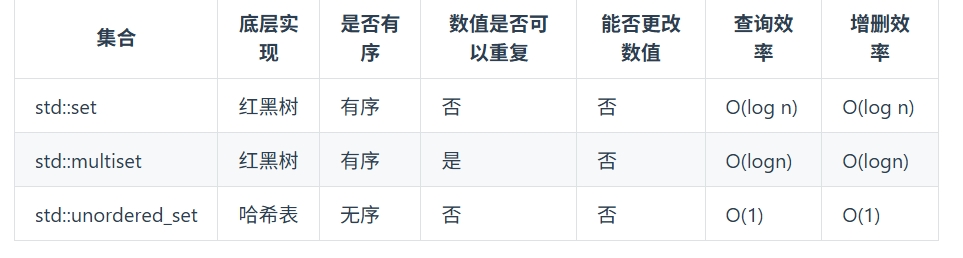 集合 底层实现 是否有序 数值是否可以重复 能否更改数值 查询效率 增删效率
std::set 红黑树 有序 否 否 O(log n) O(log n)
std::multiset 红黑树 有序 是 否 O(logn) O(logn)
std::unordered_set 哈希表 无序 否 否 O(1) O(1)